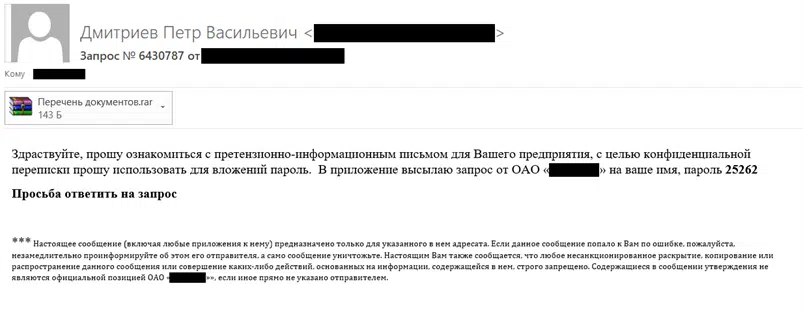 Дмитриев Петр Васильевич < >
Запрос № 6430787 от
Кому
Перечень документов.rar
143 Б
Здраствуйте, прошу ознакомиться с претензионно-информационным письмом для Вашего предприятия, с целью конфиденциальной
переписки прошу использовать для вложений пароль. В приложение высылаю запрос от ОАО « » на ваше имя, пароль 25262
Просьба ответить на запрос
*** Настоящее сообщение (включая любые приложения к нему) предназначено только для указанного в нем адресата. Если данное сообщение попало к Вам по ошибке, пожалуйста,
незамедлительно проинформируйте об этом его отправителя, а само сообщение уничтожьте. Настоящим Вам также сообщается, что любое несанкционированное раскрытие, копирование или
распространение данного сообщения или совершение каких-либо действий, основанных на информации, содержащейся в нем, строго запрещено. Содержащиеся в сообщении утверждения не
являются официальной позицией ОАО « »», если иное прямо не указано отправителем.